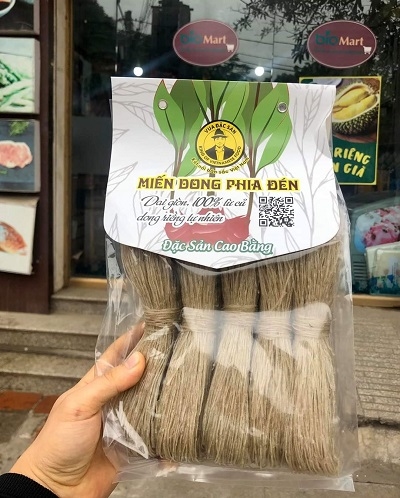 Mart
Mart
VUA ĐẶC SẢN
MIẾN DONG PHIA ĐÉN
Dai giòn, 100% từ củ
dong riềng tự nhiên
Đặc Sản Cao Bằng
RIÊNG
GIÁ